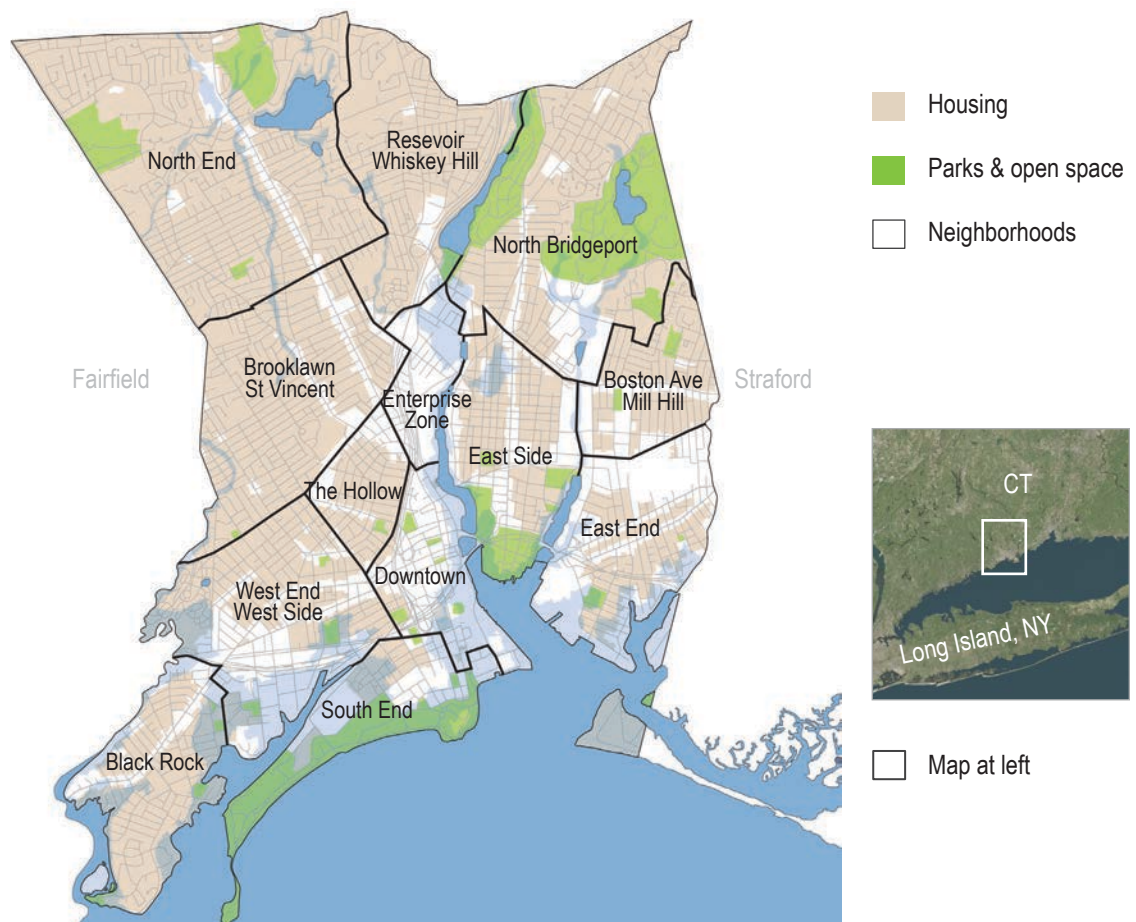 North End
Resevoir
Whiskey Hill
North Bridgeport
Fairfield
Brooklawn
St Vincent
Enterprise
Zone
Boston Ave
Mill Hill
Straford
East Side
The Hollow
East End
Downtown
West End
West Side
South End
Black Rock
Housing
Parks & open space
Neighborhoods
CT
Long Island, NY
Map at left